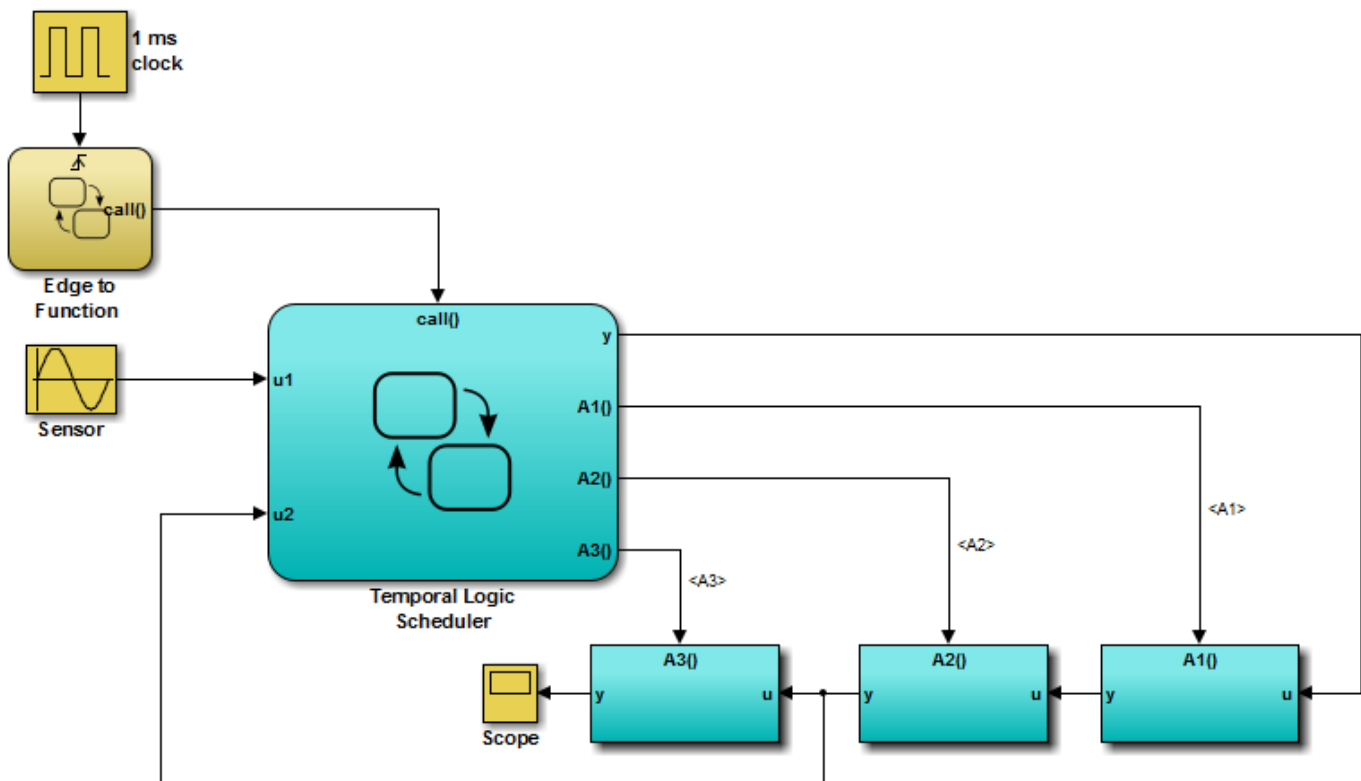 1 ms
clock
call()
Edge to
Function
call()
y
u1
Sensor
A1()
A2()
<A1>
u2
<A2>
A3()
<A3>
Temporal Logic
Scheduler
A3()
A2()
A1()
y
u
y
u
y
u
Scope